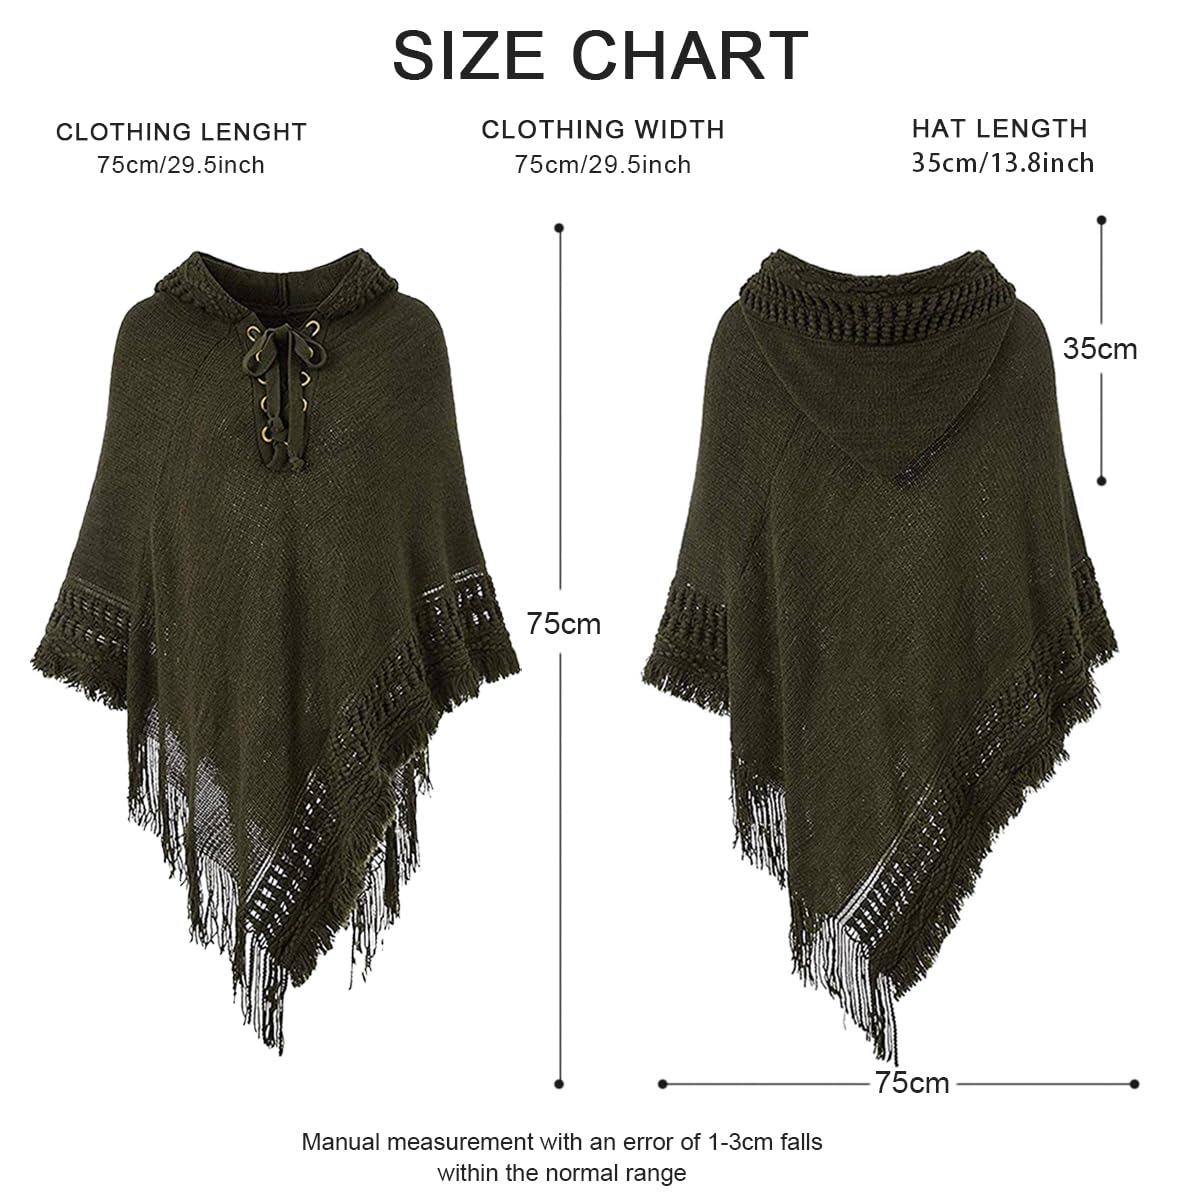 SIZE CHART
CLOTHING LENGHT
75cm/29.5inch
CLOTHING WIDTH
75cm/29.5inch
HAT LENGTH
35cm/13.8inch
35cm
75cm
75cm
Manual measurement with an error of 1-3cm falls
within the normal range